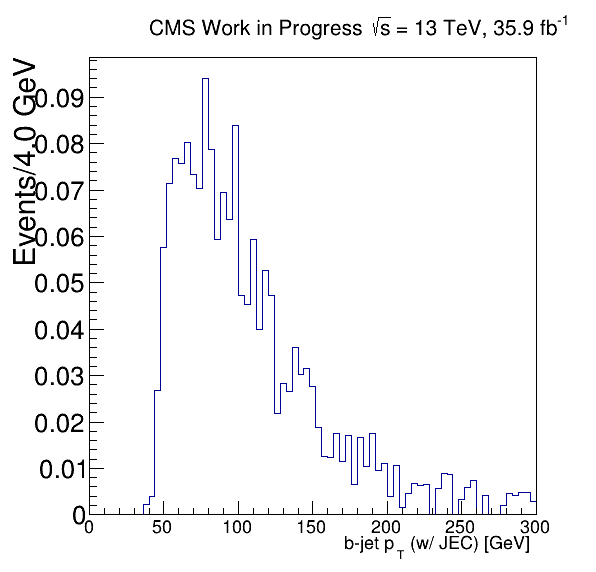 CMS Work in Progress √s = 13 TeV, 35.9 fb-1
Events/4.0 GeV
0.09
0.08
0.07
0.06
0.05
0.04
0.03
0.02
0.01
0
0 50 100 150 200 250 300
b-jet pT (w/ JEC) [GeV]